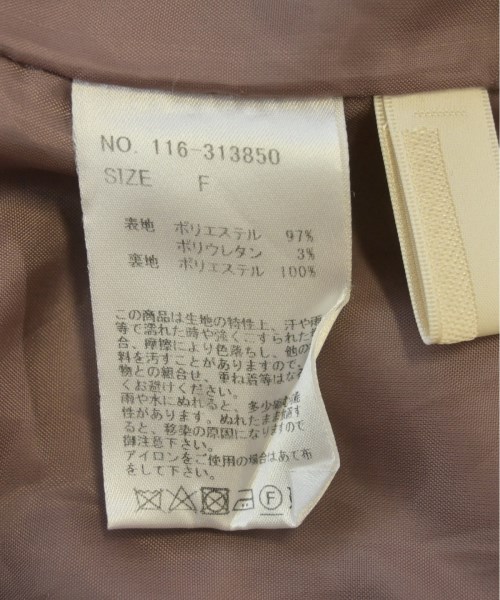 NO. 116-313850
SIZE F
表地 ポリエステル 97%
ポリウレタン 3%
裏地 ポリエステル 100%
この商品は生地の特性上、汗や雨
等で濡れた時や強くこすられた
合、摩擦により色落ちし、他の
料を汚すことがありますので、
物との組合せ、重ね着等はな
くお避けください。
雨や水にぬれると、多少
性があります。ぬれたまま
ると、移染の原因になりますので
御注意下さい。
アイロンをご使用の場合はあて布
をして下さい。
F